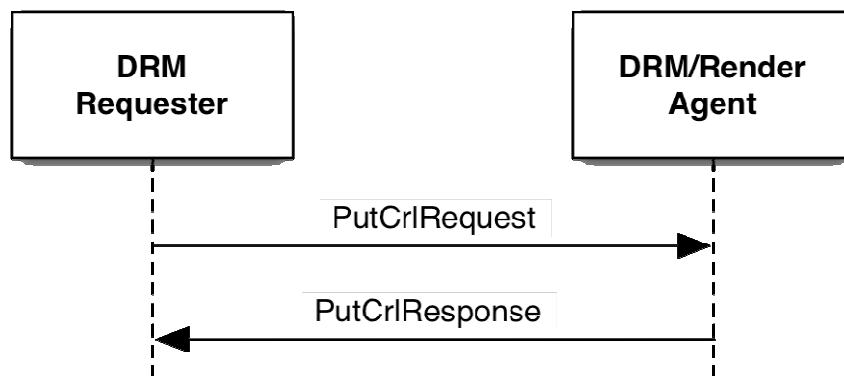 DRM
Requester
DRM/Render
Agent
PutCrlRequest
PutCrlResponse